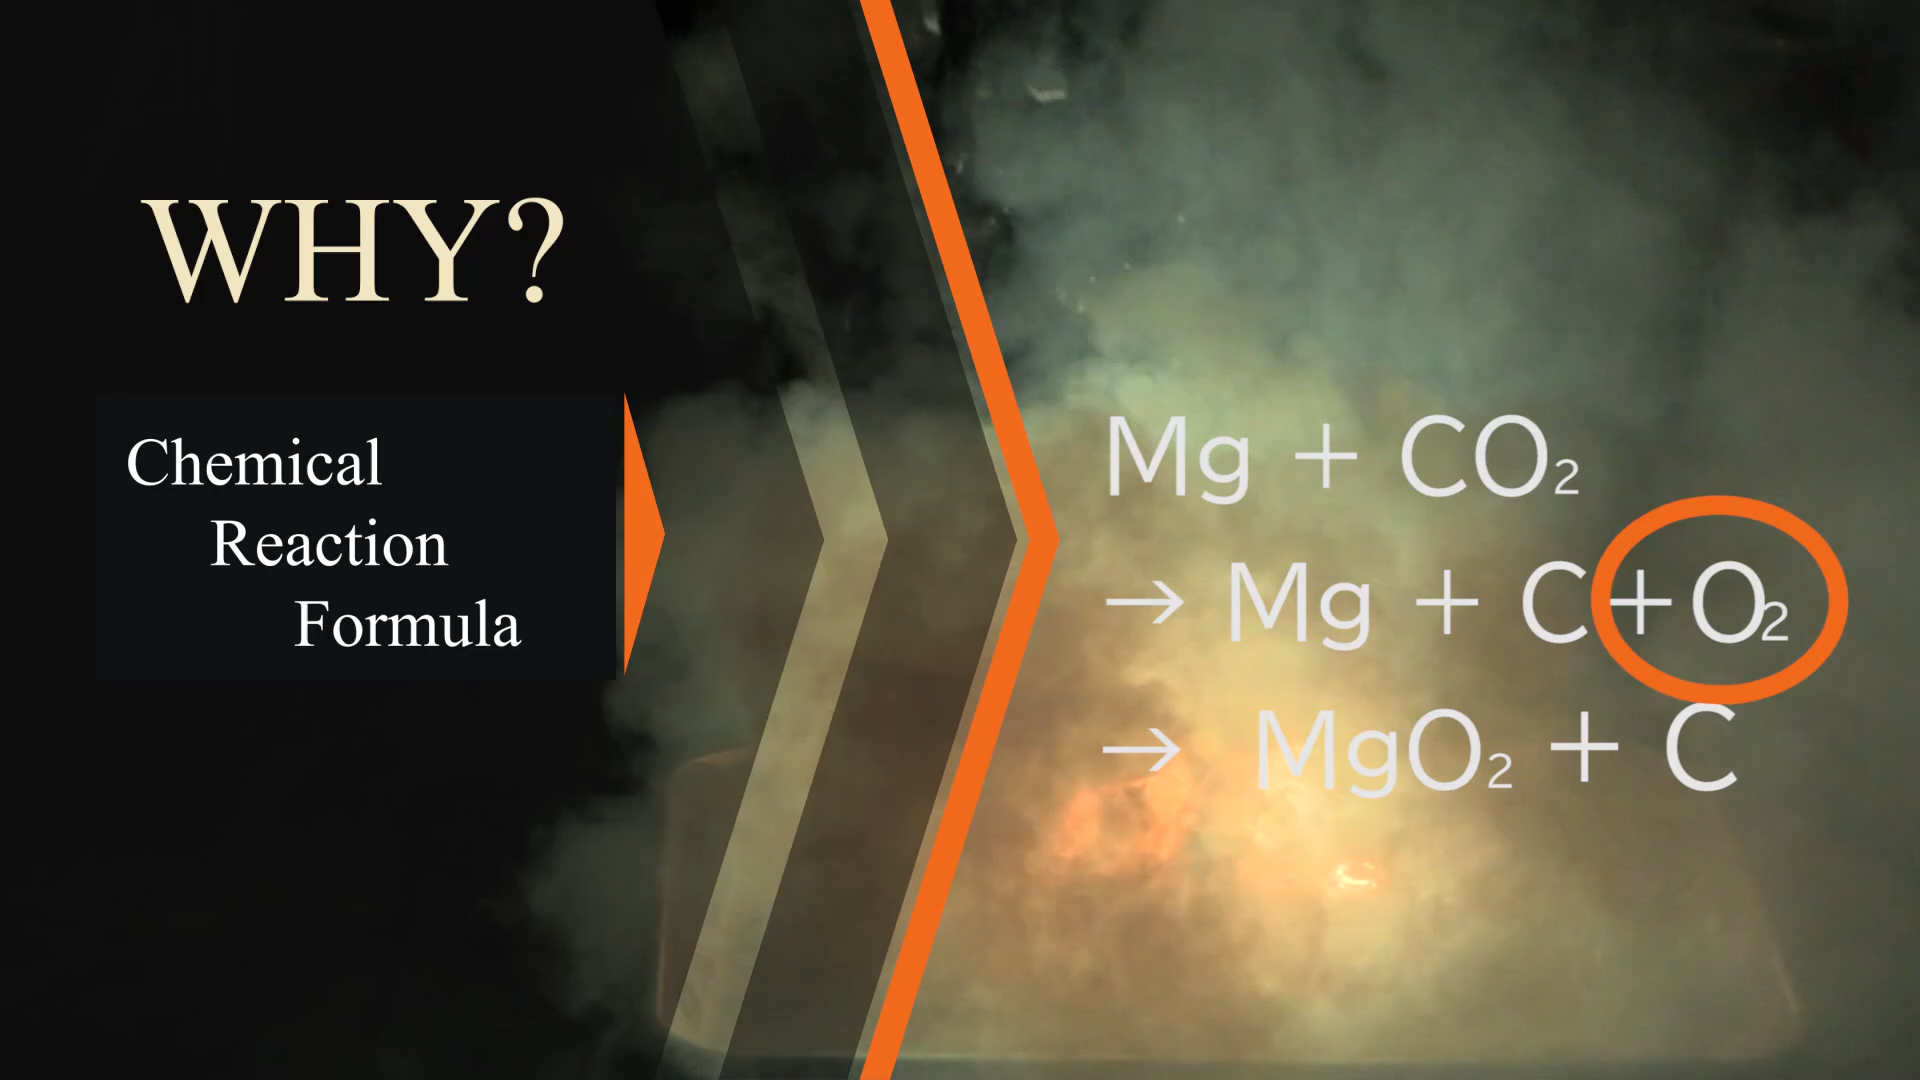 WHY?
Chemical
Reaction
Formula
Mg + CO₂
→ Mg + C + O₂
→ MgO₂ + C